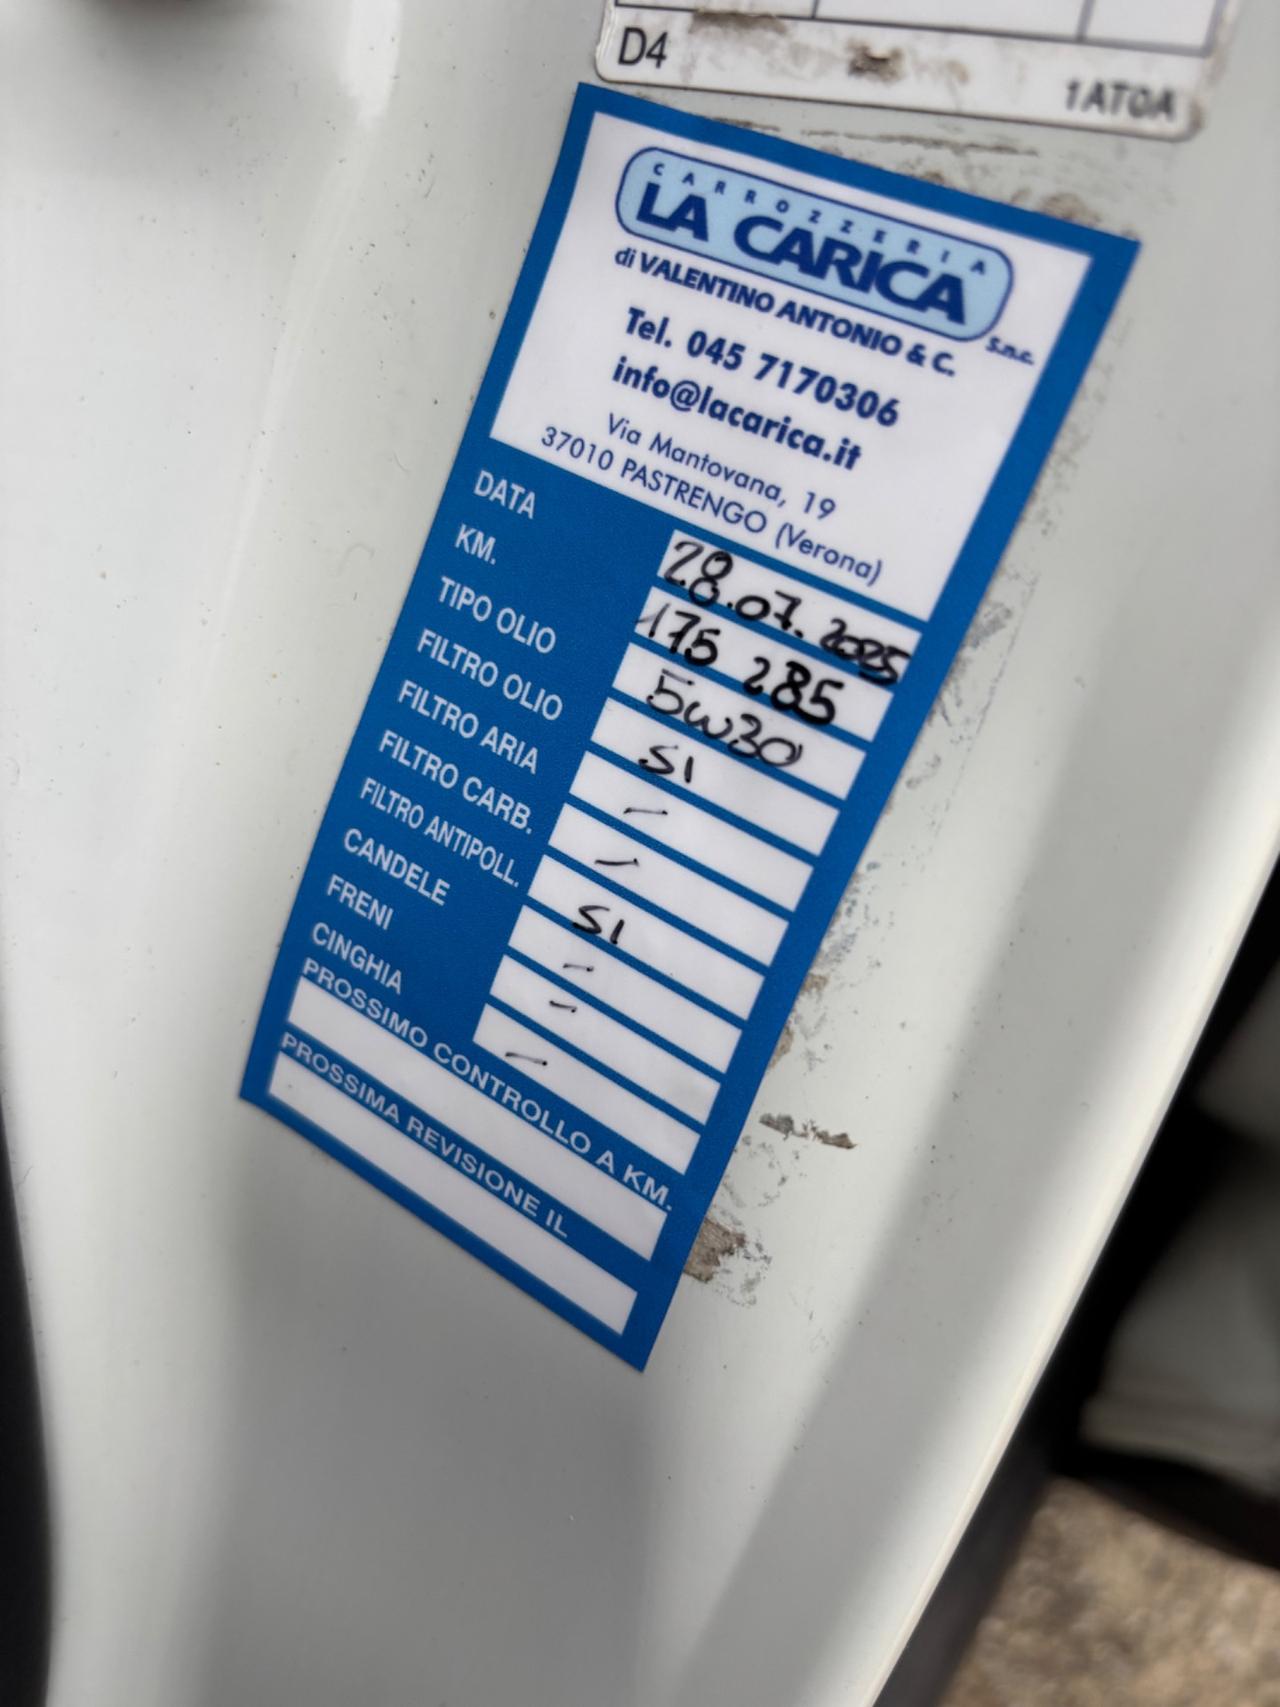 D4
1AT0A
CARROZZERIA
LA CARICA
di VALENTINO ANTONIO & C. s.n.c.
Tel. 045 7170306
info@lacarica.it
Via Mantovana, 19
37010 PASTRENGO (Verona)
DATA 28.07.2025
KM. 175 285
TIPO OLIO 5W30
FILTRO OLIO SI
FILTRO ARIA —
FILTRO CARB. —
FILTRO ANTIPOLL. SI
CANDELE —
FRENI —
CINGHIA —
PROSSIMO CONTROLLO A KM.
PROSSIMA REVISIONE IL